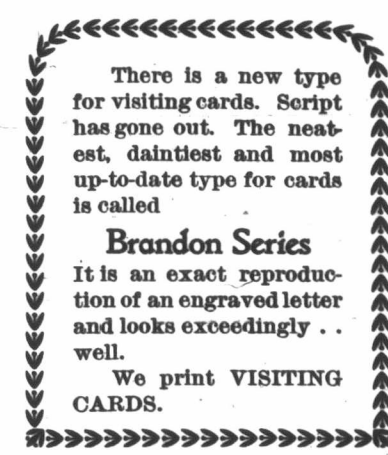 There is a new type
for visiting cards. Script
has gone out. The neat-
est, daintiest and most
up-to-date type for cards
is called
Brandon Series
It is an exact reproduc-
tion of an engraved letter
and looks exceedingly . .
well.
We print VISITING
CARDS.